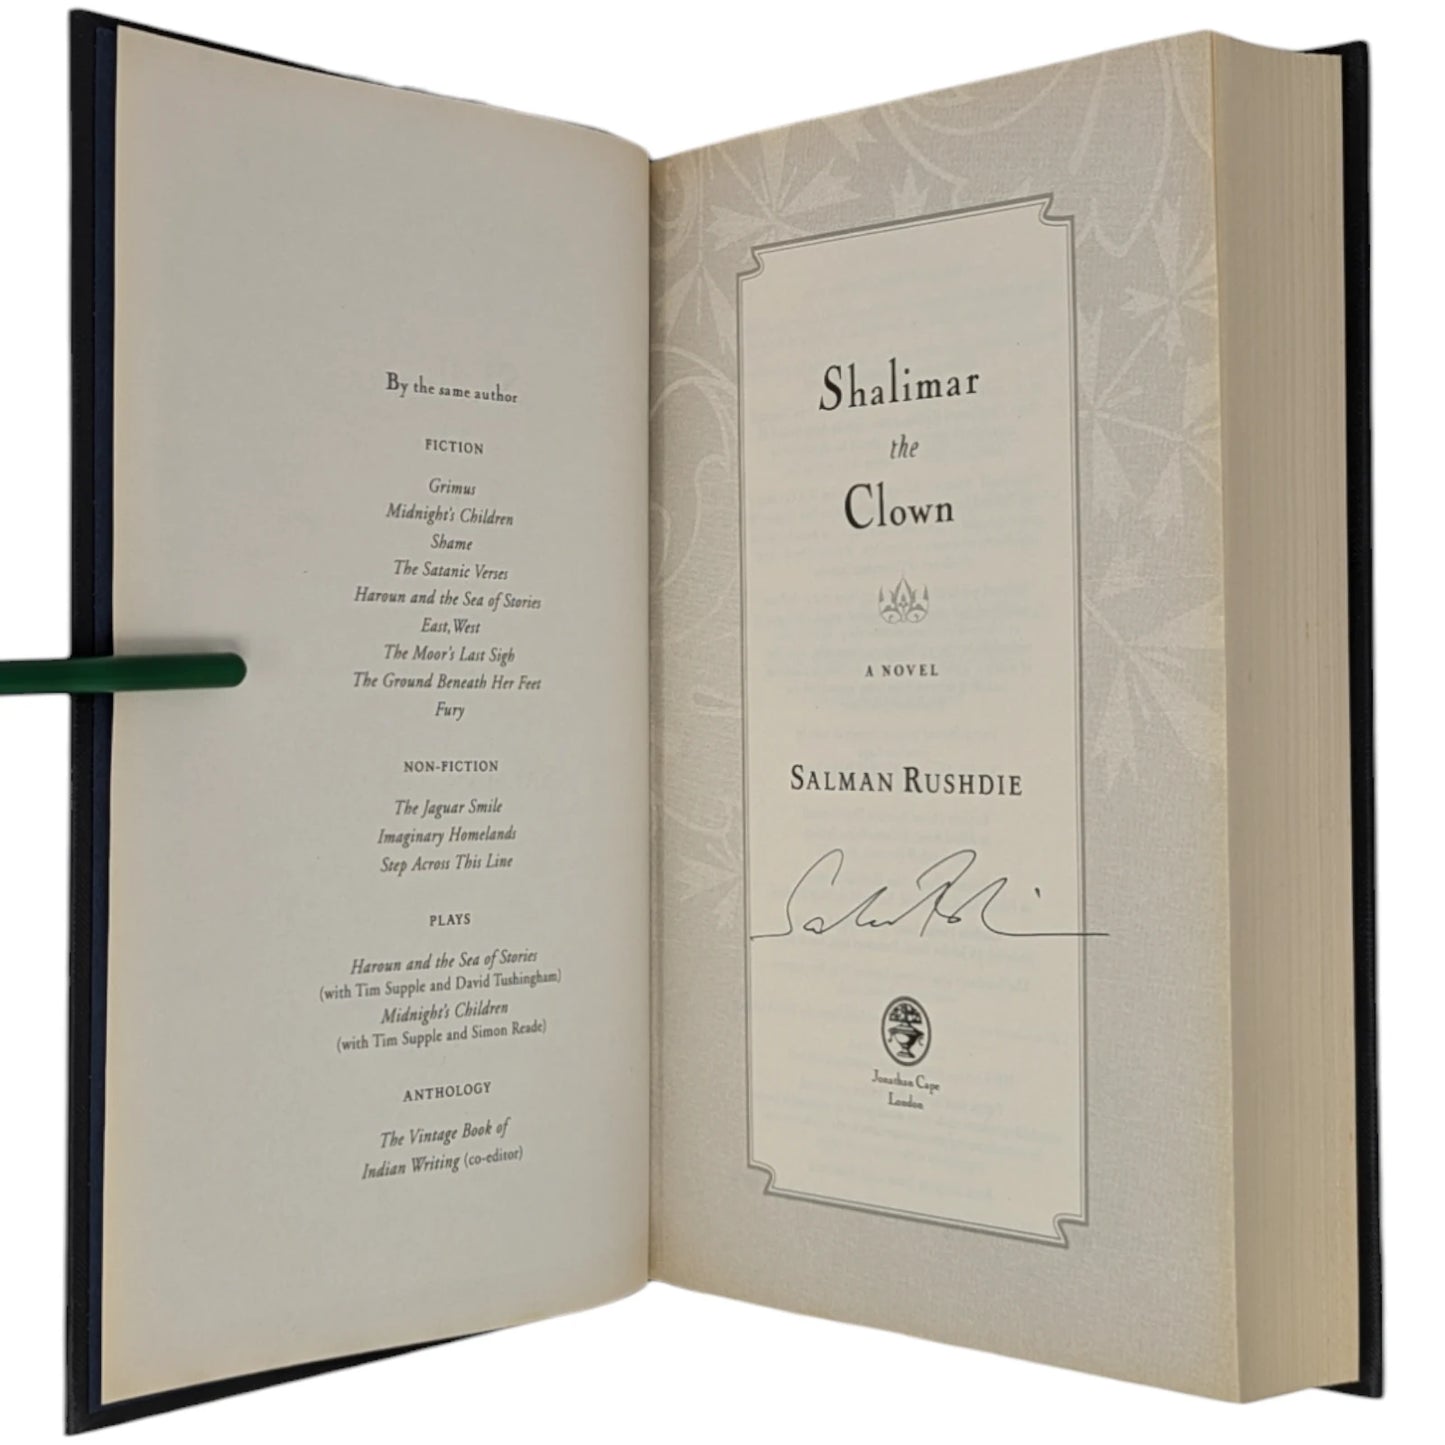 By the same author
FICTION
Grimus
Midnight's Children
Shame
The Satanic Verses
Haroun and the Sea of Stories
East, West
The Moor's Last Sigh
The Ground Beneath Her Feet
Fury
NON-FICTION
The Jaguar Smile
Imaginary Homelands
Step Across This Line
PLAYS
Haroun and the Sea of Stories
(with Tim Supple and David Tushingham)
Midnight's Children
(with Tim Supple and Simon Reade)
ANTHOLOGY
The Vintage Book of
Indian Writing (co-editor)
Shalimar
the
Clown
A NOVEL
SALMAN RUSHDIE
Jonathan Cape
London